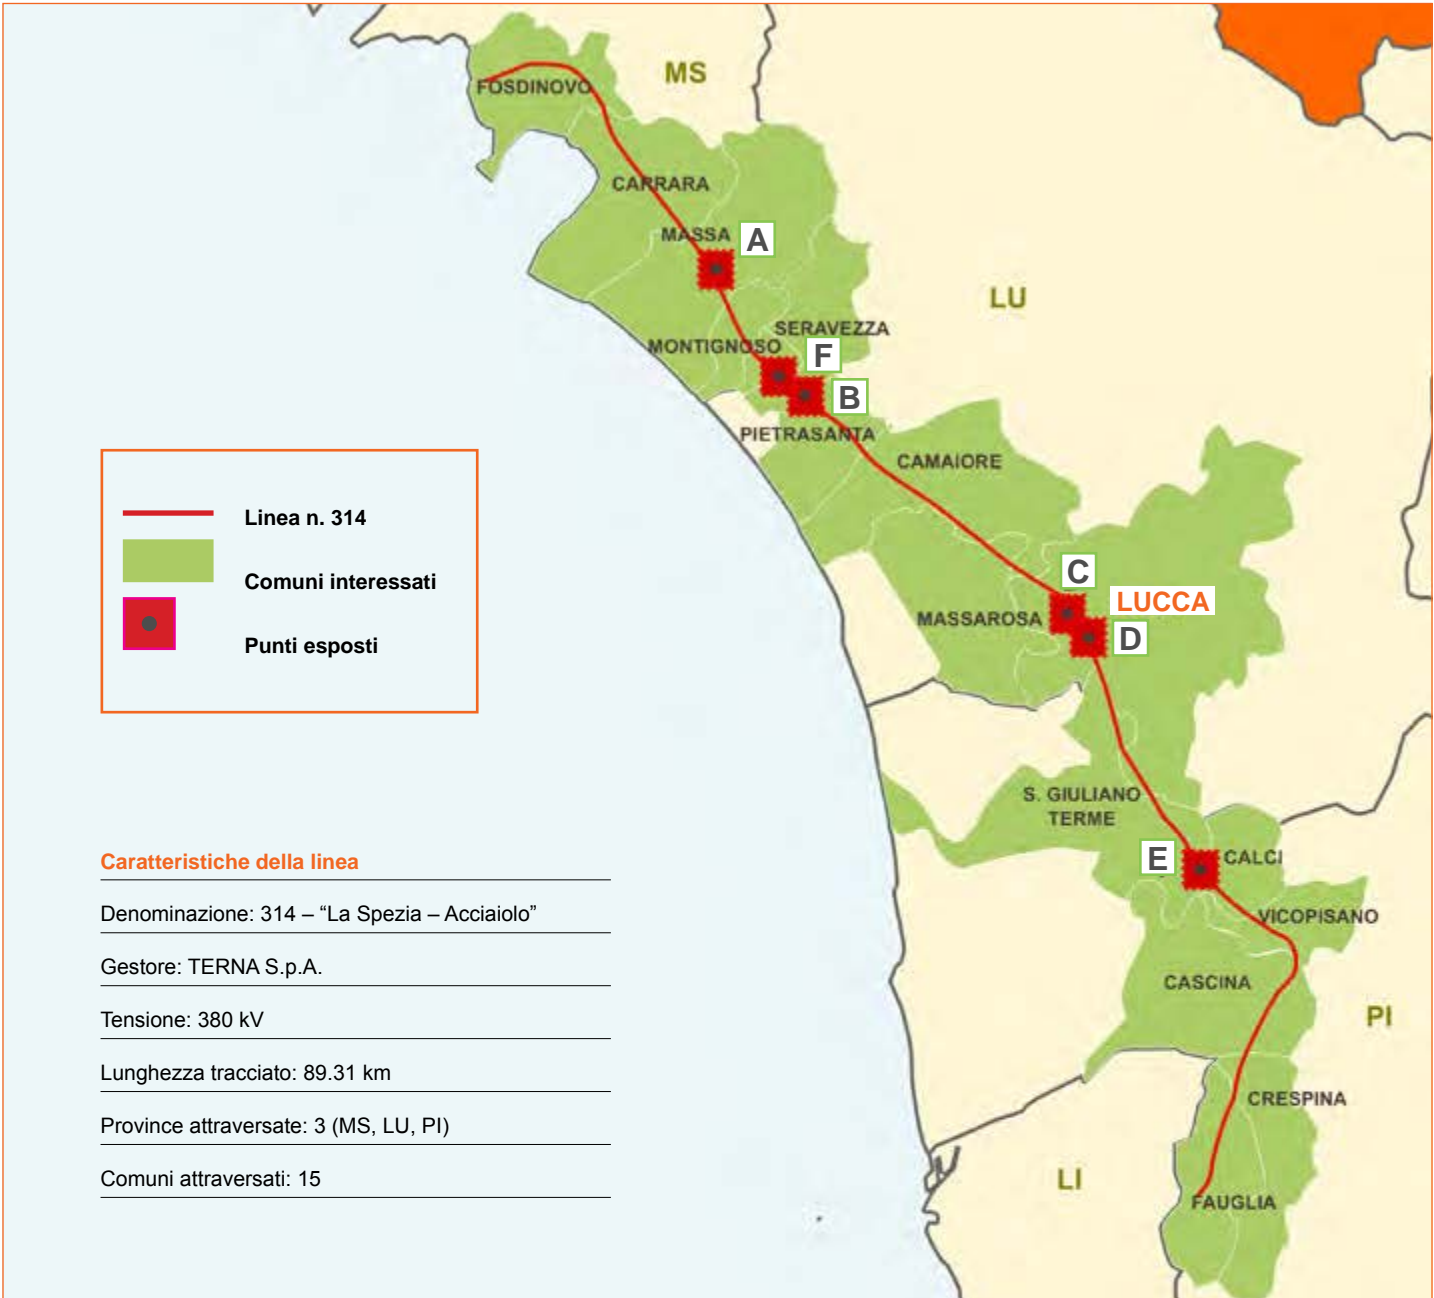 FOSDINOVO
MS
CARRARA
MASSA
A
LU
SERAVEZZA
MONTIGNOSO
F
B
PIETRASANTA
CAMAIORE
Linea n. 314
Comuni interessati
Punti esposti
C
LUCCA
MASSAROSA
D
S. GIULIANO
TERME
E
CALCI
VICOPISANO
CASCINA
PI
CRESPINA
LI
FAUGLIA
Caratteristiche della linea
Denominazione: 314 – “La Spezia – Acciaiolo”
Gestore: TERNA S.p.A.
Tensione: 380 kV
Lunghezza tracciato: 89.31 km
Province attraversate: 3 (MS, LU, PI)
Comuni attraversati: 15